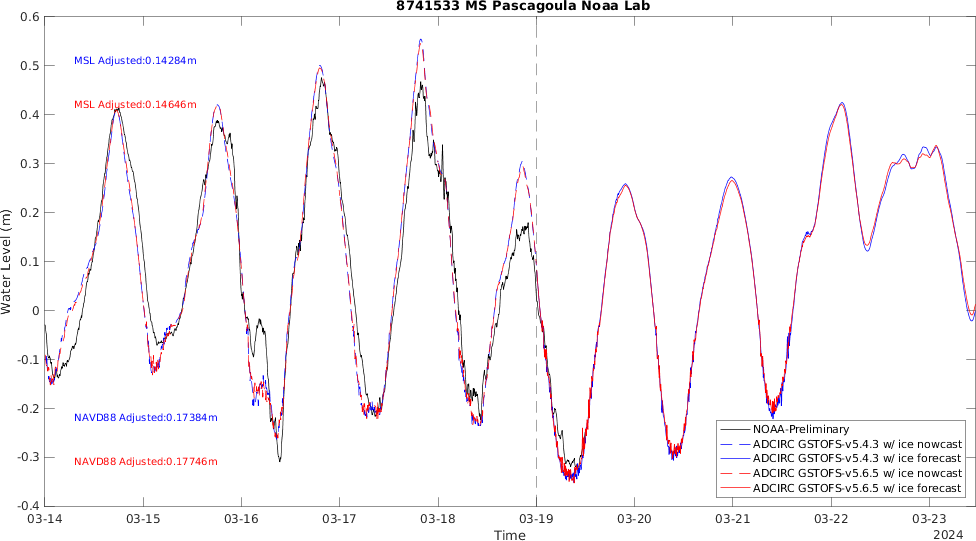 8741533 MS Pascagoula Noaa Lab
0.6
0.5
0.4
0.3
0.2
0.1
0
-0.1
-0.2
-0.3
-0.4
Water Level (m)
MSL Adjusted:0.14284m
MSL Adjusted:0.14646m
NAVD88 Adjusted:0.17384m
NAVD88 Adjusted:0.17746m
NOAA-Preliminary
ADCIRC GSTOFS-v5.4.3 w/ ice nowcast
ADCIRC GSTOFS-v5.4.3 w/ ice forecast
ADCIRC GSTOFS-v5.6.5 w/ ice nowcast
ADCIRC GSTOFS-v5.6.5 w/ ice forecast
03-14 03-15 03-16 03-17 03-18 03-19 03-20 03-21 03-22 03-23
Time
2024